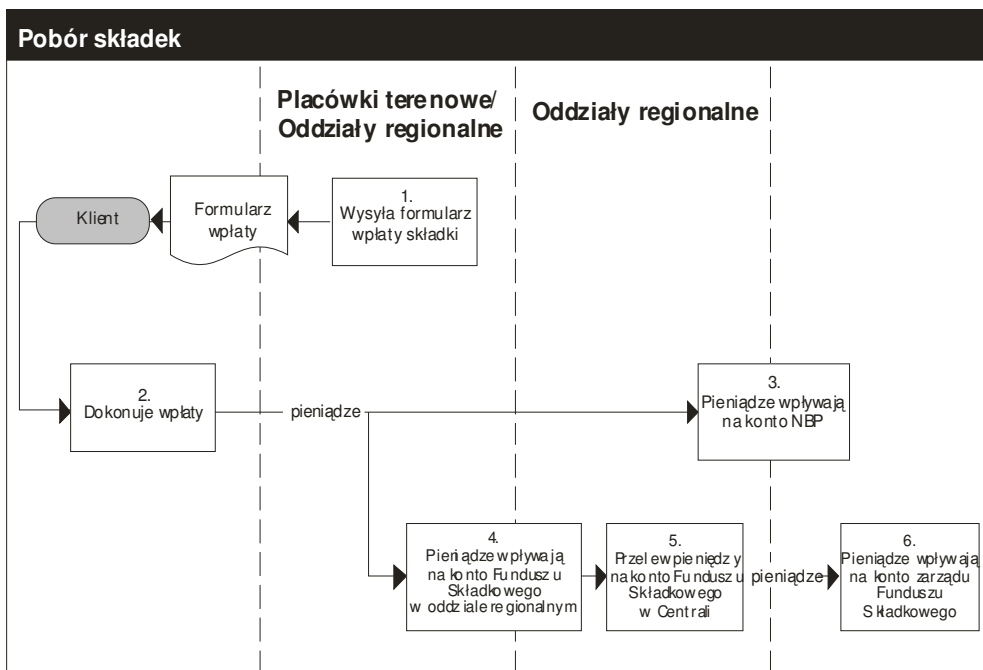 Pobór składek
Placówki terenowe/
Oddziały regionalne
Oddziały regionalne
Klient
Formularz
wpłaty
1.
Wysyła formularz
wpłaty składki
2.
Dokonuje wpłaty
pieniądze
3.
Pieniądze wpływają
na konto NBP
4.
Pieniądze wpływają
na konto Funduszu
Składkowego
w oddziale regionalnym
5.
Przelew pieniędzy
na konto Funduszu
Składkowego
w Centrali
pieniądze
6.
Pieniądze wpływają
na konto zarządu
Funduszu
Składkowego